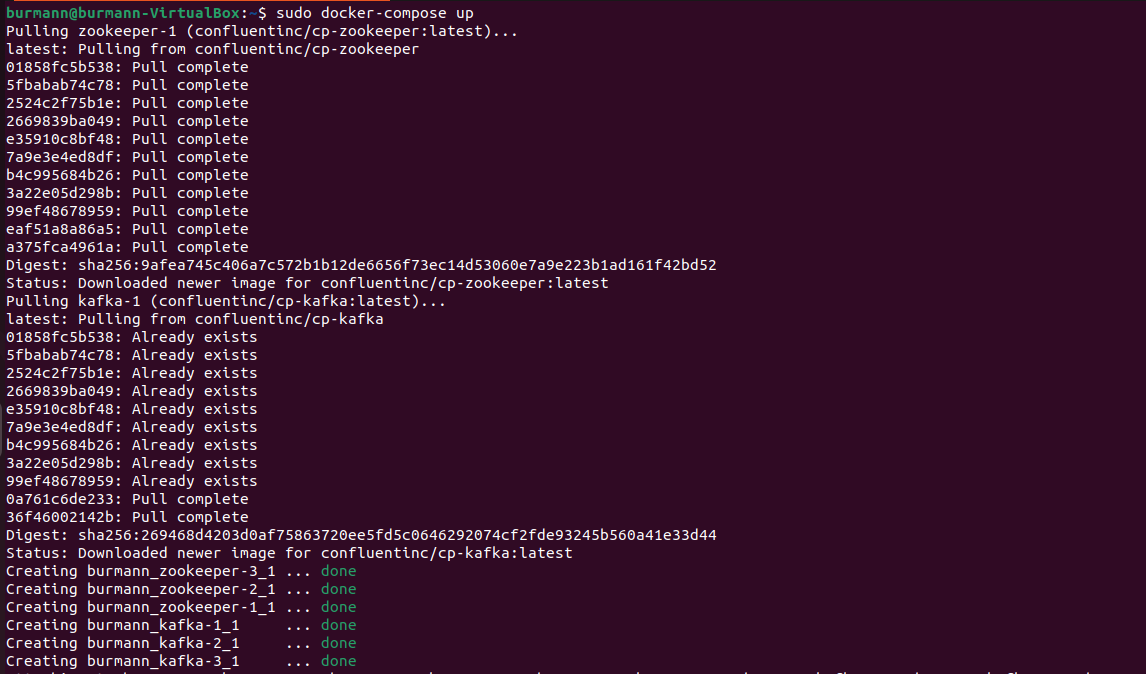 burmann@burmann-VirtualBox:~$ sudo docker-compose up
Pulling zookeeper-1 (confluentinc/cp-zookeeper:latest)...
latest: Pulling from confluentinc/cp-zookeeper
01858fc5b538: Pull complete
5fbabab74c78: Pull complete
2524c2f75b1e: Pull complete
2669839ba049: Pull complete
e35910c8bf48: Pull complete
7a9e3e4ed8df: Pull complete
b4c995684b26: Pull complete
3a22e05d298b: Pull complete
99ef48678959: Pull complete
eaf51a8a86a5: Pull complete
a375fca4961a: Pull complete
Digest: sha256:9afea745c406a7c572b1b12de6656f73ec14d53060e7a9e223b1ad161f42bd52
Status: Downloaded newer image for confluentinc/cp-zookeeper:latest
Pulling kafka-1 (confluentinc/cp-kafka:latest)...
latest: Pulling from confluentinc/cp-kafka
01858fc5b538: Already exists
5fbabab74c78: Already exists
2524c2f75b1e: Already exists
2669839ba049: Already exists
e35910c8bf48: Already exists
7a9e3e4ed8df: Already exists
b4c995684b26: Already exists
3a22e05d298b: Already exists
99ef48678959: Already exists
0a761c6de233: Pull complete
36f46002142b: Pull complete
Digest: sha256:269468d4203d0af75863720ee5fd5c0646292074cf2fde93245b560a41e33d44
Status: Downloaded newer image for confluentinc/cp-kafka:latest
Creating burmann_zookeeper-3_1 ... done
Creating burmann_zookeeper-2_1 ... done
Creating burmann_zookeeper-1_1 ... done
Creating burmann_kafka-1_1     ... done
Creating burmann_kafka-2_1     ... done
Creating burmann_kafka-3_1     ... done